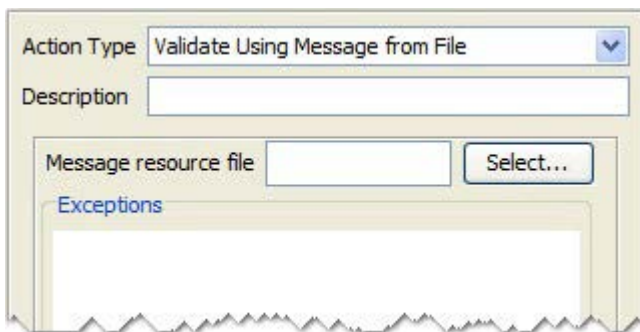 Action Type Validate Using Message from File
Description
Message resource file Select...
Exceptions